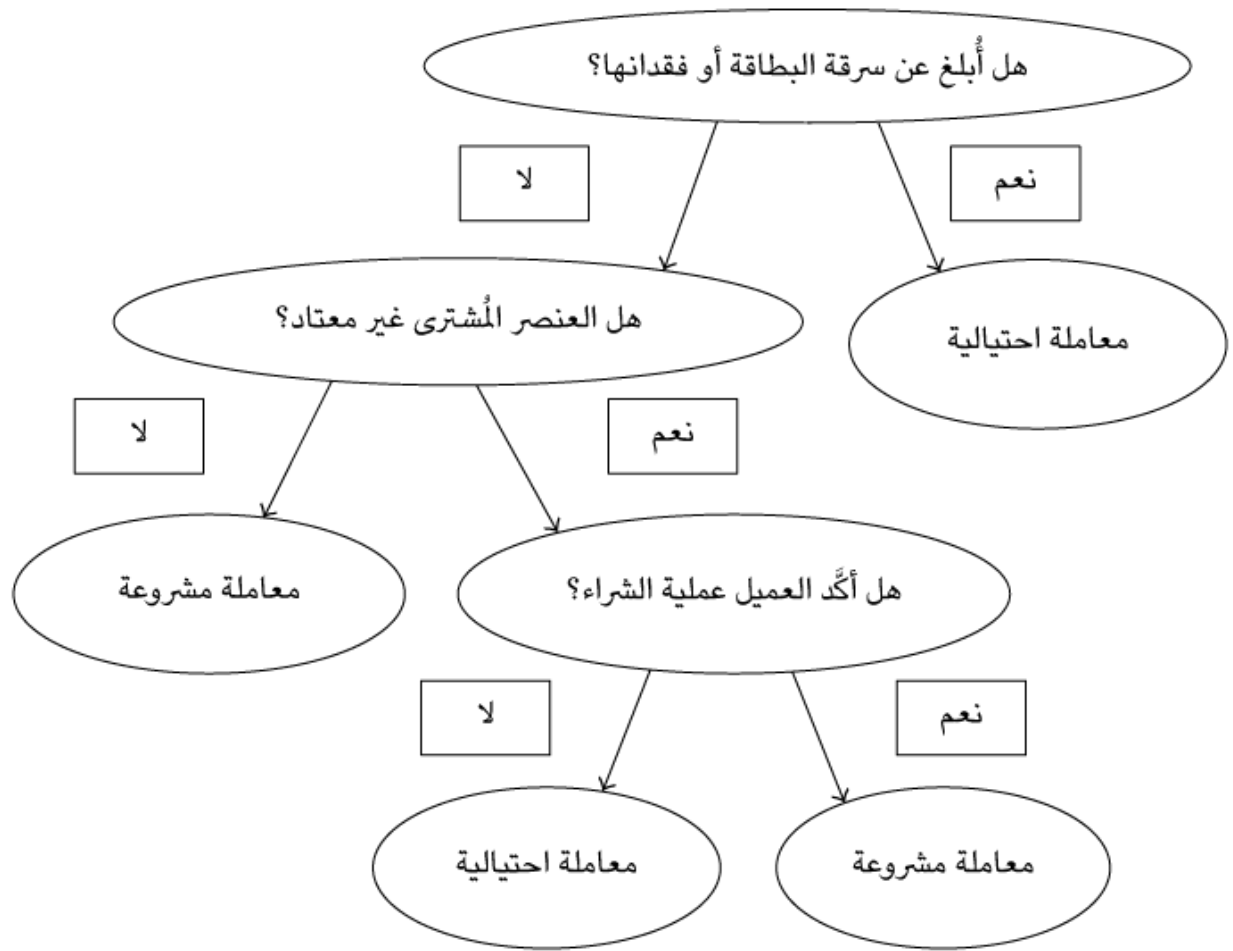 هل أُبلغ عن سرقة البطاقة أو فقدانها؟
نعم
لا
معاملة احتيالية
هل العنصر المُشترى غير معتاد؟
نعم
لا
معاملة مشروعة
هل أكَّد العميل عملية الشراء؟
نعم
لا
معاملة مشروعة
معاملة احتيالية